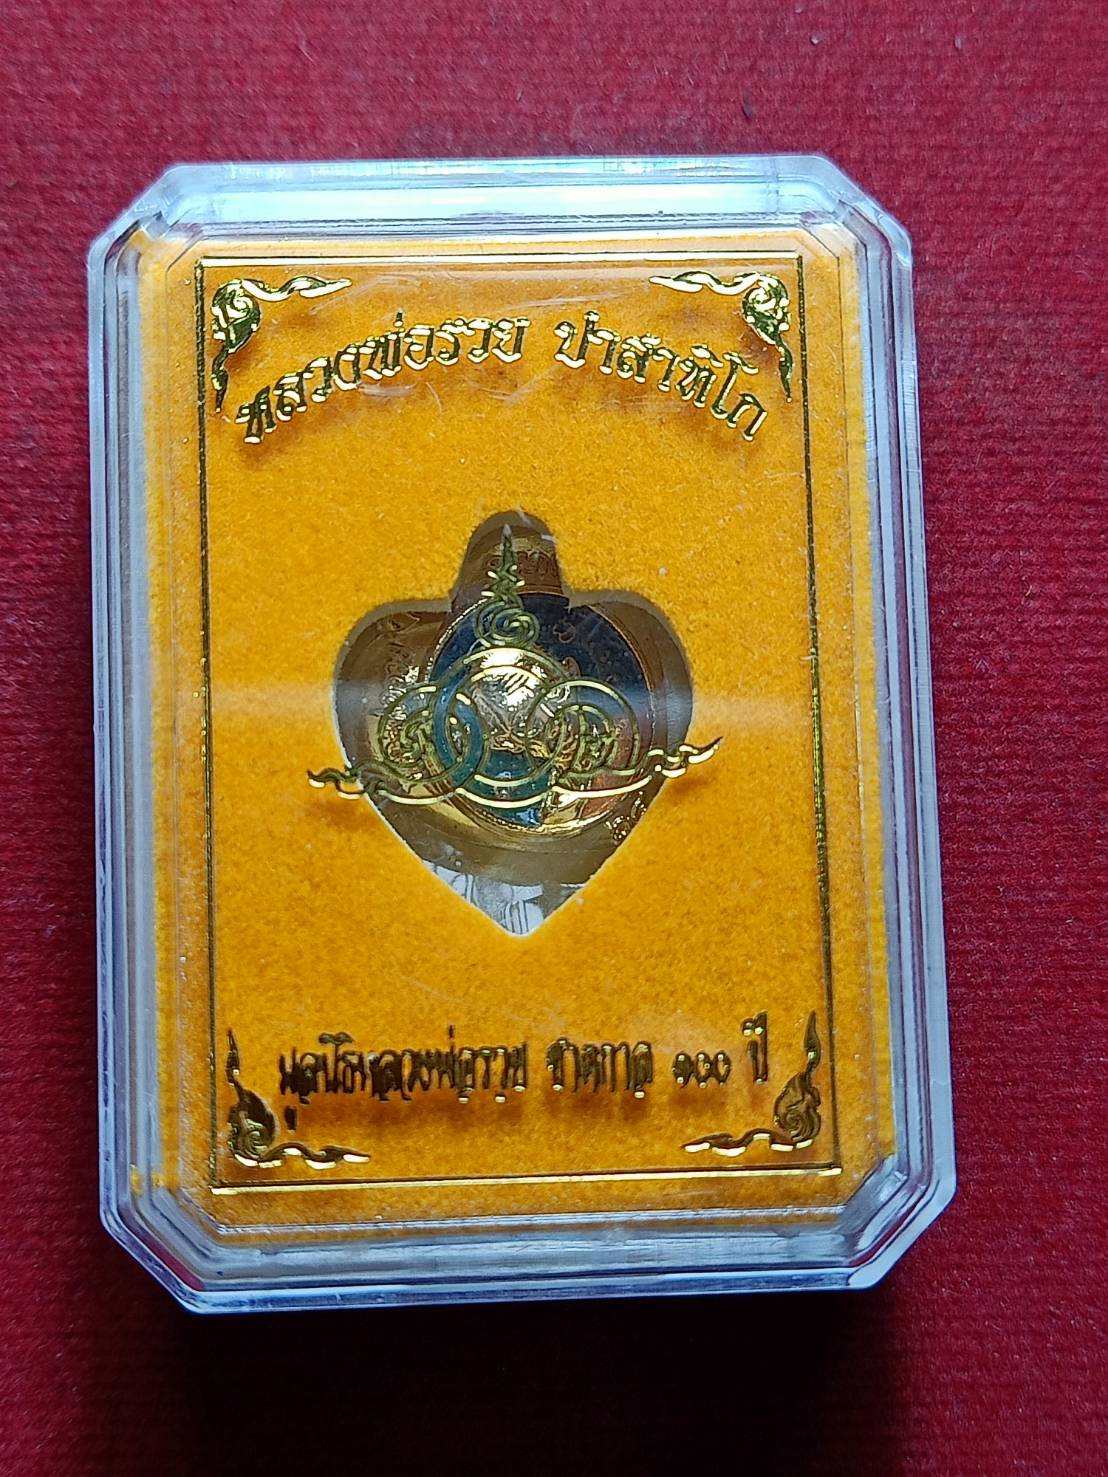 หลวงพ่อรวย ปาสาทิโก
มูลนิธิหลวงพ่อรวย ชาตกาล ๑๐๐ ปี